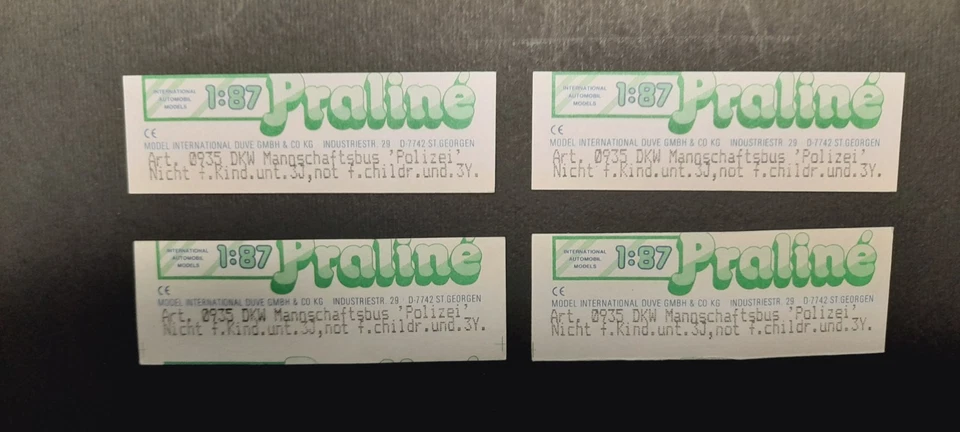 INTERNATIONAL
AUTOMOBIL
MODELS
1:87
Praliné
CE
MODEL INTERNATIONAL DUVE GMBH & CO KG INDUSTRIESTR. 29 D-7742 ST.GEORGEN
Art. 0935 DKW Mannschaftsbus 'Polizei'
Nicht f.Kind.unt.3J,not f.childr.und.3Y.
INTERNATIONAL
AUTOMOBIL
MODELS
1:87
Praliné
CE
MODEL INTERNATIONAL DUVE GMBH & CO KG INDUSTRIESTR. 29 D-7742 ST.GEORGEN
Art. 0935 DKW Mannschaftsbus 'Polizei'
Nicht f.Kind.unt.3J,not f.childr.und.3Y.
INTERNATIONAL
AUTOMOBIL
MODELS
1:87
Praliné
CE
MODEL INTERNATIONAL DUVE GMBH & CO KG INDUSTRIESTR. 29 D-7742 ST.GEORGEN
Art. 0935 DKW Mannschaftsbus 'Polizei'
Nicht f.Kind.unt.3J,not f.childr.und.3Y.
INTERNATIONAL
AUTOMOBIL
MODELS
1:87
Praliné
CE
MODEL INTERNATIONAL DUVE GMBH & CO KG INDUSTRIESTR. 29 D-7742 ST.GEORGEN
Art. 0935 DKW Mannschaftsbus 'Polizei'
Nicht f.Kind.unt.3J,not f.childr.und.3Y.